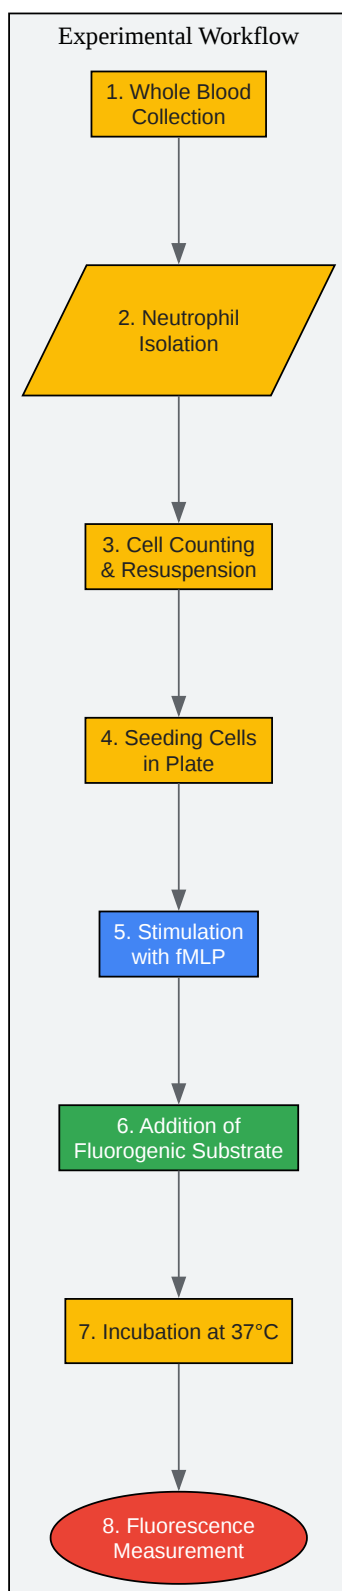 Experimental Workflow
1. Whole Blood
Collection
2. Neutrophil
Isolation
3. Cell Counting
& Resuspension
4. Seeding Cells
in Plate
5. Stimulation
with fMLP
6. Addition of
Fluorogenic Substrate
7. Incubation at 37°C
8. Fluorescence
Measurement